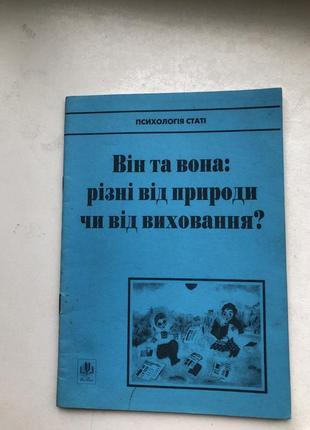 ПСИХОЛОГІЯ СТАТІ
Він та вона:
різні від природи
чи від виховання?